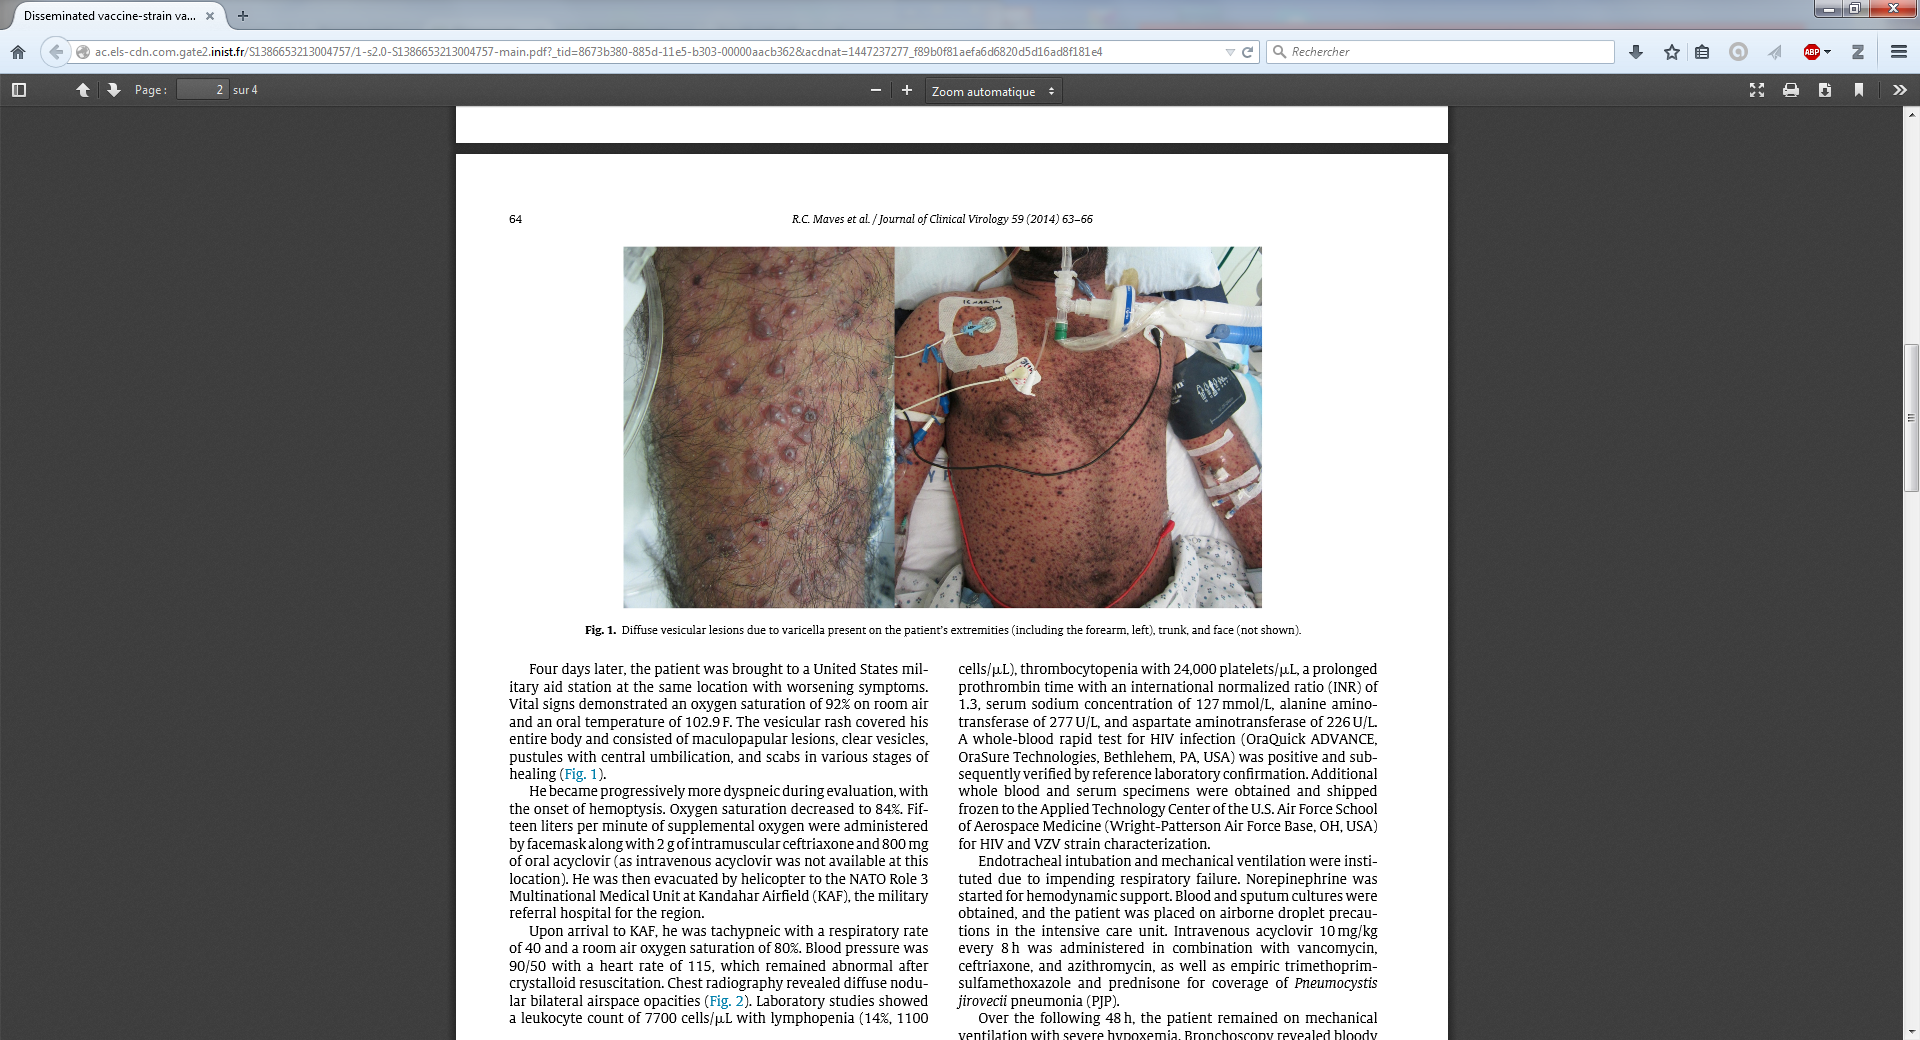 Disseminated vaccine-strain va...
ac.els-cdn.com.gate2.inist.fr/S1386653213004757/1-s2.0-S1386653213004757-main.pdf?_tid=8673b380-885d-11e5-b303-00000aacb362&acdnat=1447237277_f89b0f81aefa6d6820d5d16ad8f181e4
Rechercher
ABP
Page : 2 sur 4
Zoom automatique
64
R.C. Maves et al. / Journal of Clinical Virology 59 (2014) 63–66
Fig. 1. Diffuse vesicular lesions due to varicella present on the patient's extremities (including the forearm, left), trunk, and face (not shown).
Four days later, the patient was brought to a United States mil-
itary aid station at the same location with worsening symptoms.
Vital signs demonstrated an oxygen saturation of 92% on room air
and an oral temperature of 102.9 F. The vesicular rash covered his
entire body and consisted of maculopapular lesions, clear vesicles,
pustules with central umbilication, and scabs in various stages of
healing (Fig. 1).
He became progressively more dyspneic during evaluation, with
the onset of hemoptysis. Oxygen saturation decreased to 84%. Fif-
teen liters per minute of supplemental oxygen were administered
by facemask along with 2 g of intramuscular ceftriaxone and 800 mg
of oral acyclovir (as intravenous acyclovir was not available at this
location). He was then evacuated by helicopter to the NATO Role 3
Multinational Medical Unit at Kandahar Airfield (KAF), the military
referral hospital for the region.
Upon arrival to KAF, he was tachypneic with a respiratory rate
of 40 and a room air oxygen saturation of 80%. Blood pressure was
90/50 with a heart rate of 115, which remained abnormal after
crystalloid resuscitation. Chest radiography revealed diffuse nodu-
lar bilateral airspace opacities (Fig. 2). Laboratory studies showed
a leukocyte count of 7700 cells/μL with lymphopenia (14%, 1100
cells/μL), thrombocytopenia with 24,000 platelets/μL, a prolonged
prothrombin time with an international normalized ratio (INR) of
1.3, serum sodium concentration of 127 mmol/L, alanine amino-
transferase of 277 U/L, and aspartate aminotransferase of 226 U/L.
A whole-blood rapid test for HIV infection (OraQuick ADVANCE,
OraSure Technologies, Bethlehem, PA, USA) was positive and sub-
sequently verified by reference laboratory confirmation. Additional
whole blood and serum specimens were obtained and shipped
frozen to the Applied Technology Center of the U.S. Air Force School
of Aerospace Medicine (Wright-Patterson Air Force Base, OH, USA)
for HIV and VZV strain characterization.
Endotracheal intubation and mechanical ventilation were insti-
tuted due to impending respiratory failure. Norepinephrine was
started for hemodynamic support. Blood and sputum cultures were
obtained, and the patient was placed on airborne droplet precau-
tions in the intensive care unit. Intravenous acyclovir 10 mg/kg
every 8 h was administered in combination with vancomycin,
ceftriaxone, and azithromycin, as well as empiric trimethoprim-
sulfamethoxazole and prednisone for coverage of Pneumocystis
jirovecii pneumonia (PJP).
Over the following 48 h, the patient remained on mechanical
ventilation with severe hypoxemia. Bronchoscopy revealed bloody